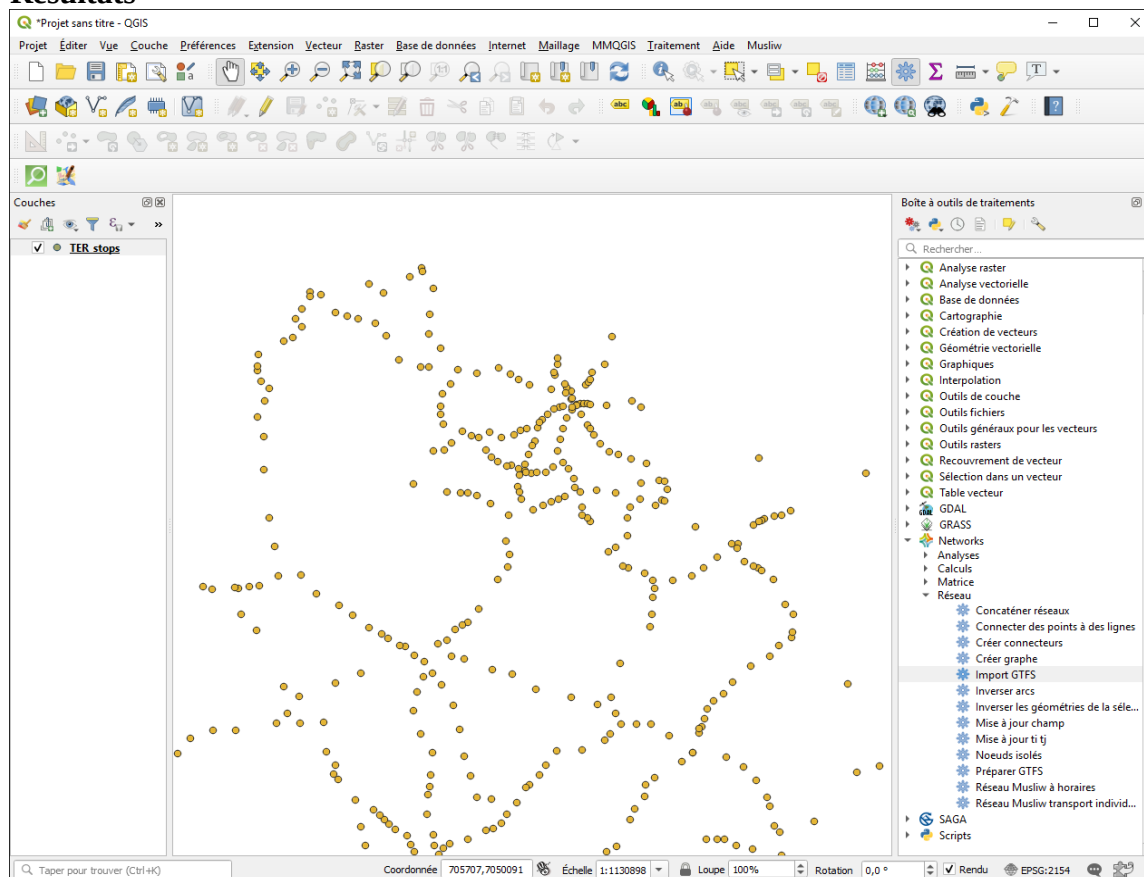 Résultats
*Projet sans titre - QGIS
Projet Éditer Vue Couche Préférences Extension Vecteur Raster Base de données Internet Maillage MMQGIS Traitement Aide Musliw
abc
Couches
TER stops
Boîte à outils de traitements
Rechercher...
Analyse raster
Analyse vectorielle
Base de données
Cartographie
Création de vecteurs
Géométrie vectorielle
Graphiques
Interpolation
Outils de couche
Outils fichiers
Outils généraux pour les vecteurs
Outils rasters
Recouvrement de vecteur
Sélection dans un vecteur
Table vecteur
GDAL
GRASS
Networks
Analyses
Calculs
Matrice
Réseau
Concaténer réseaux
Connecter des points à des lignes
Créer connecteurs
Créer graphe
Import GTFS
Inverser arcs
Inverser les géométries de la séle...
Mise à jour champ
Mise à jour ti tj
Noeuds isolés
Préparer GTFS
Réseau Musliw à horaires
Réseau Musliw transport individ...
SAGA
Scripts
Taper pour trouver (Ctrl+K) Coordonnée 705707,7050091 Échelle 1:1130898 Loupe 100% Rotation 0,0 ° Rendu EPSG:2154